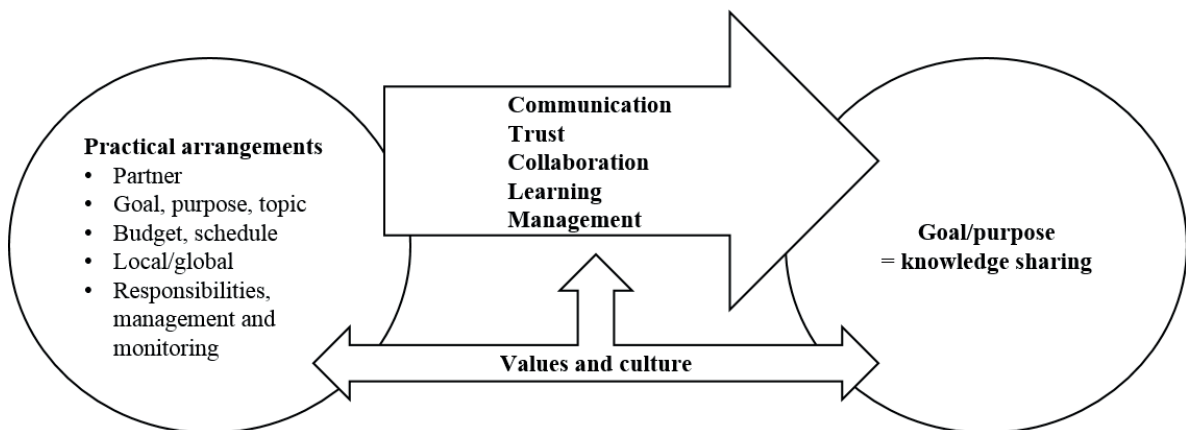 Practical arrangements
• Partner
• Goal, purpose, topic
• Budget, schedule
• Local/global
• Responsibilities,
management and
monitoring
Communication
Trust
Collaboration
Learning
Management
Values and culture
Goal/purpose
= knowledge sharing